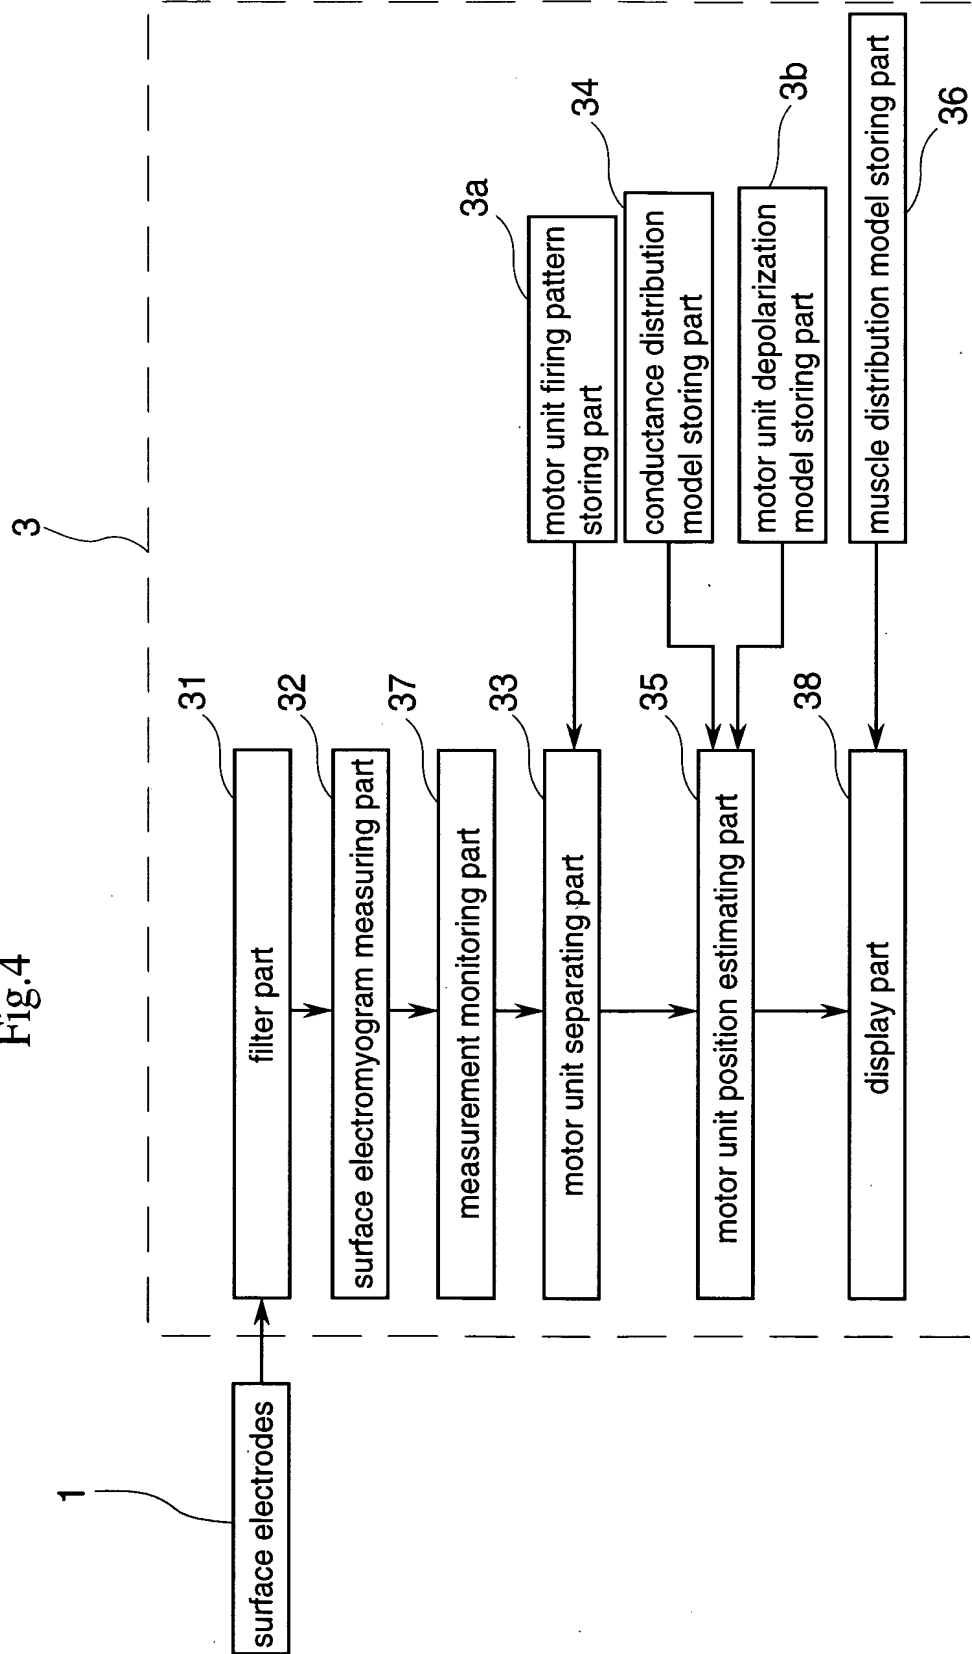 Fig.4
3
1
surface electrodes
31
filter part
32
surface electromyogram measuring part
37
measurement monitoring part
33
motor unit separating part
3a
motor unit firing pattern
storing part
34
conductance distribution
model storing part
35
motor unit position estimating part
3b
motor unit depolarization
model storing part
38
display part
36
muscle distribution model storing part